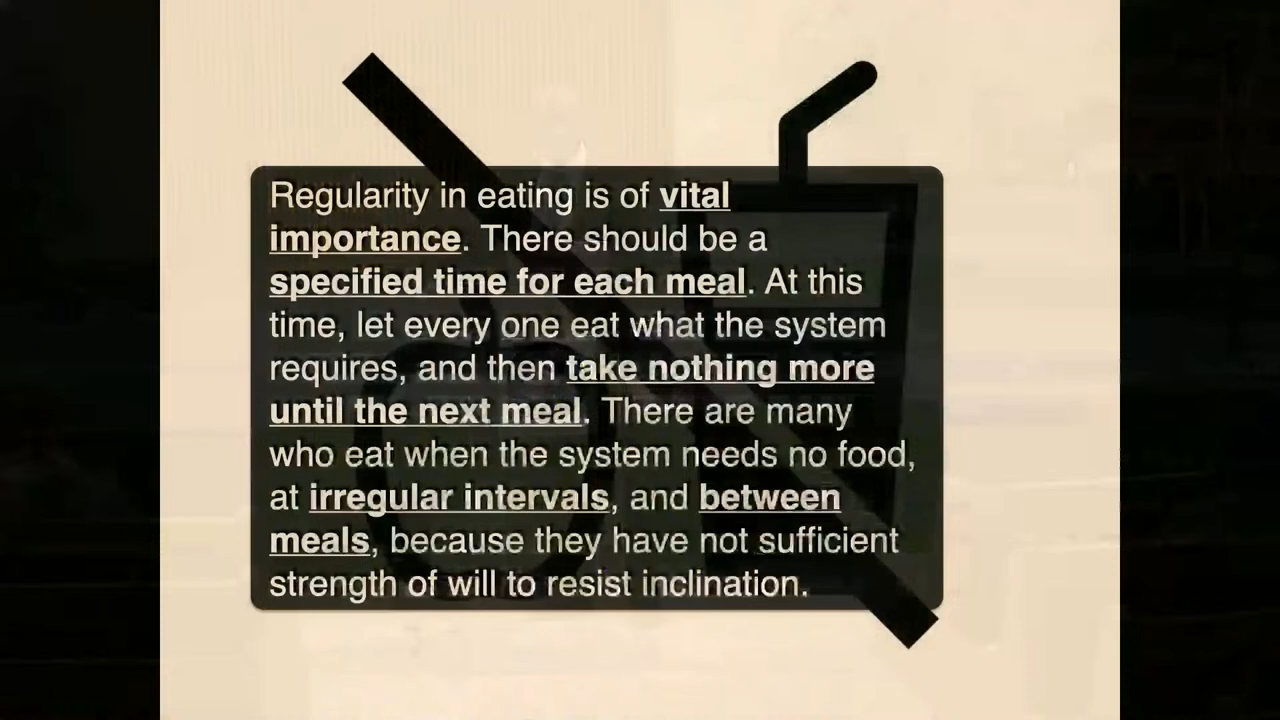 Regularity in eating is of vital
importance. There should be a
specified time for each meal. At this
time, let every one eat what the system
requires, and then take nothing more
until the next meal. There are many
who eat when the system needs no food,
at irregular intervals, and between
meals, because they have not sufficient
strength of will to resist inclination.